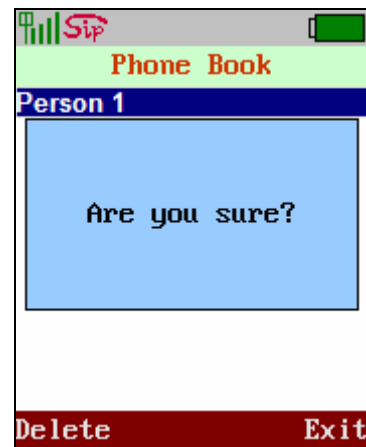 Sip
Phone Book
Person 1
Are you sure?
Delete Exit